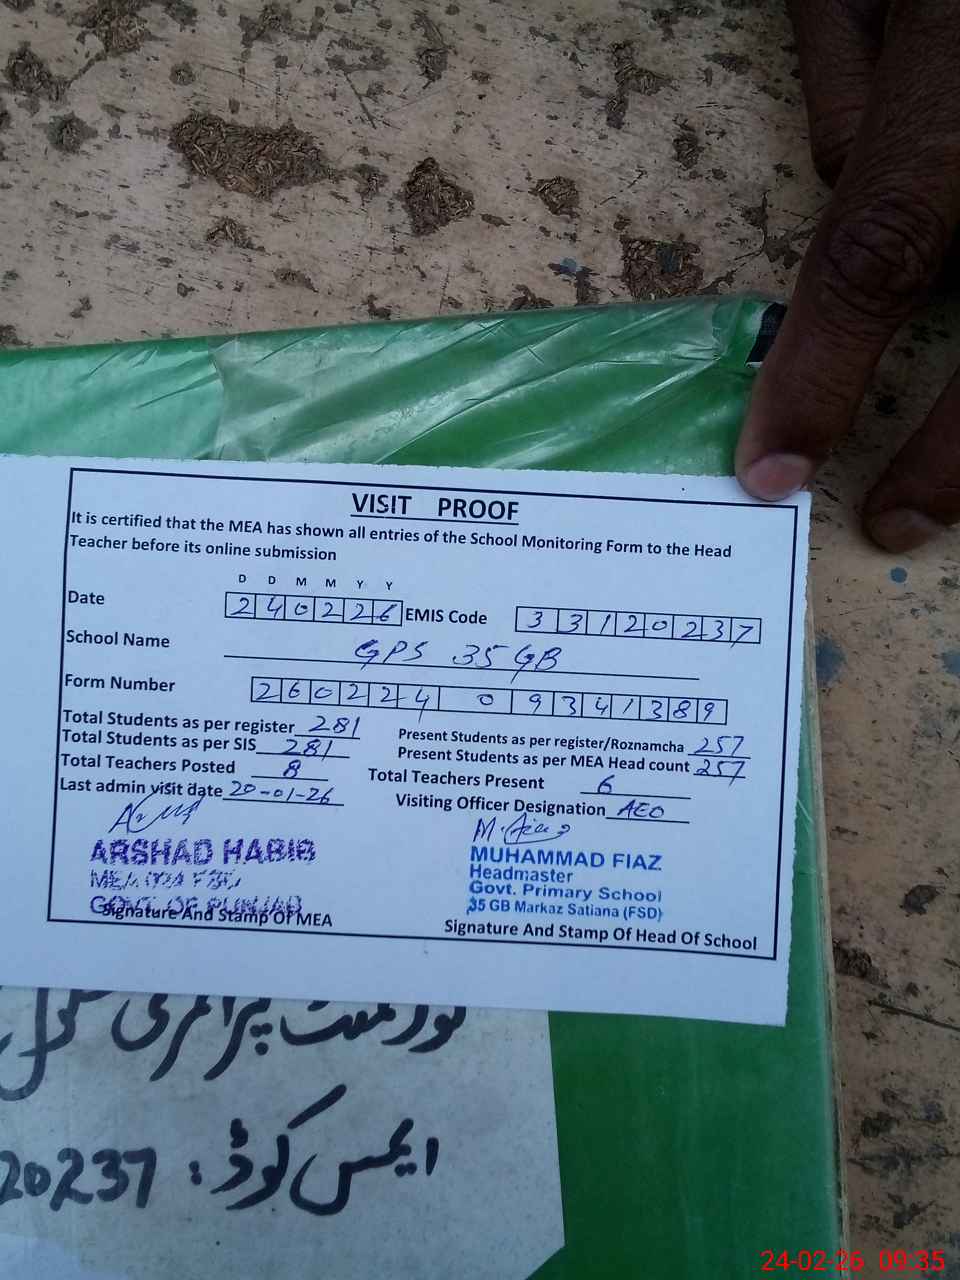 VISIT PROOF
It is certified that the MEA has shown all entries of the School Monitoring Form to the Head
Teacher before its online submission
D D M M Y Y
Date 240226 EMIS Code 33120237
School Name GPS 35 GB
Form Number 260224 0 9341389
Total Students as per register 281 Present Students as per register/Roznamcha 257
Total Students as per SIS 281 Present Students as per MEA Head count 257
Total Teachers Posted 8 Total Teachers Present 6
Last admin visit date 20-01-26 Visiting Officer Designation AEO
ARSHAD HABIB
GOVT. OF PUNJAB
Signature And Stamp Of MEA
MUHAMMAD FIAZ
Headmaster
Govt. Primary School
35 GB Markaz Satiana (FSD)
Signature And Stamp Of Head Of School
گورنمنٹ پرائمری سکول
ایمس کوڈ: 20237
24-02-26 09:35